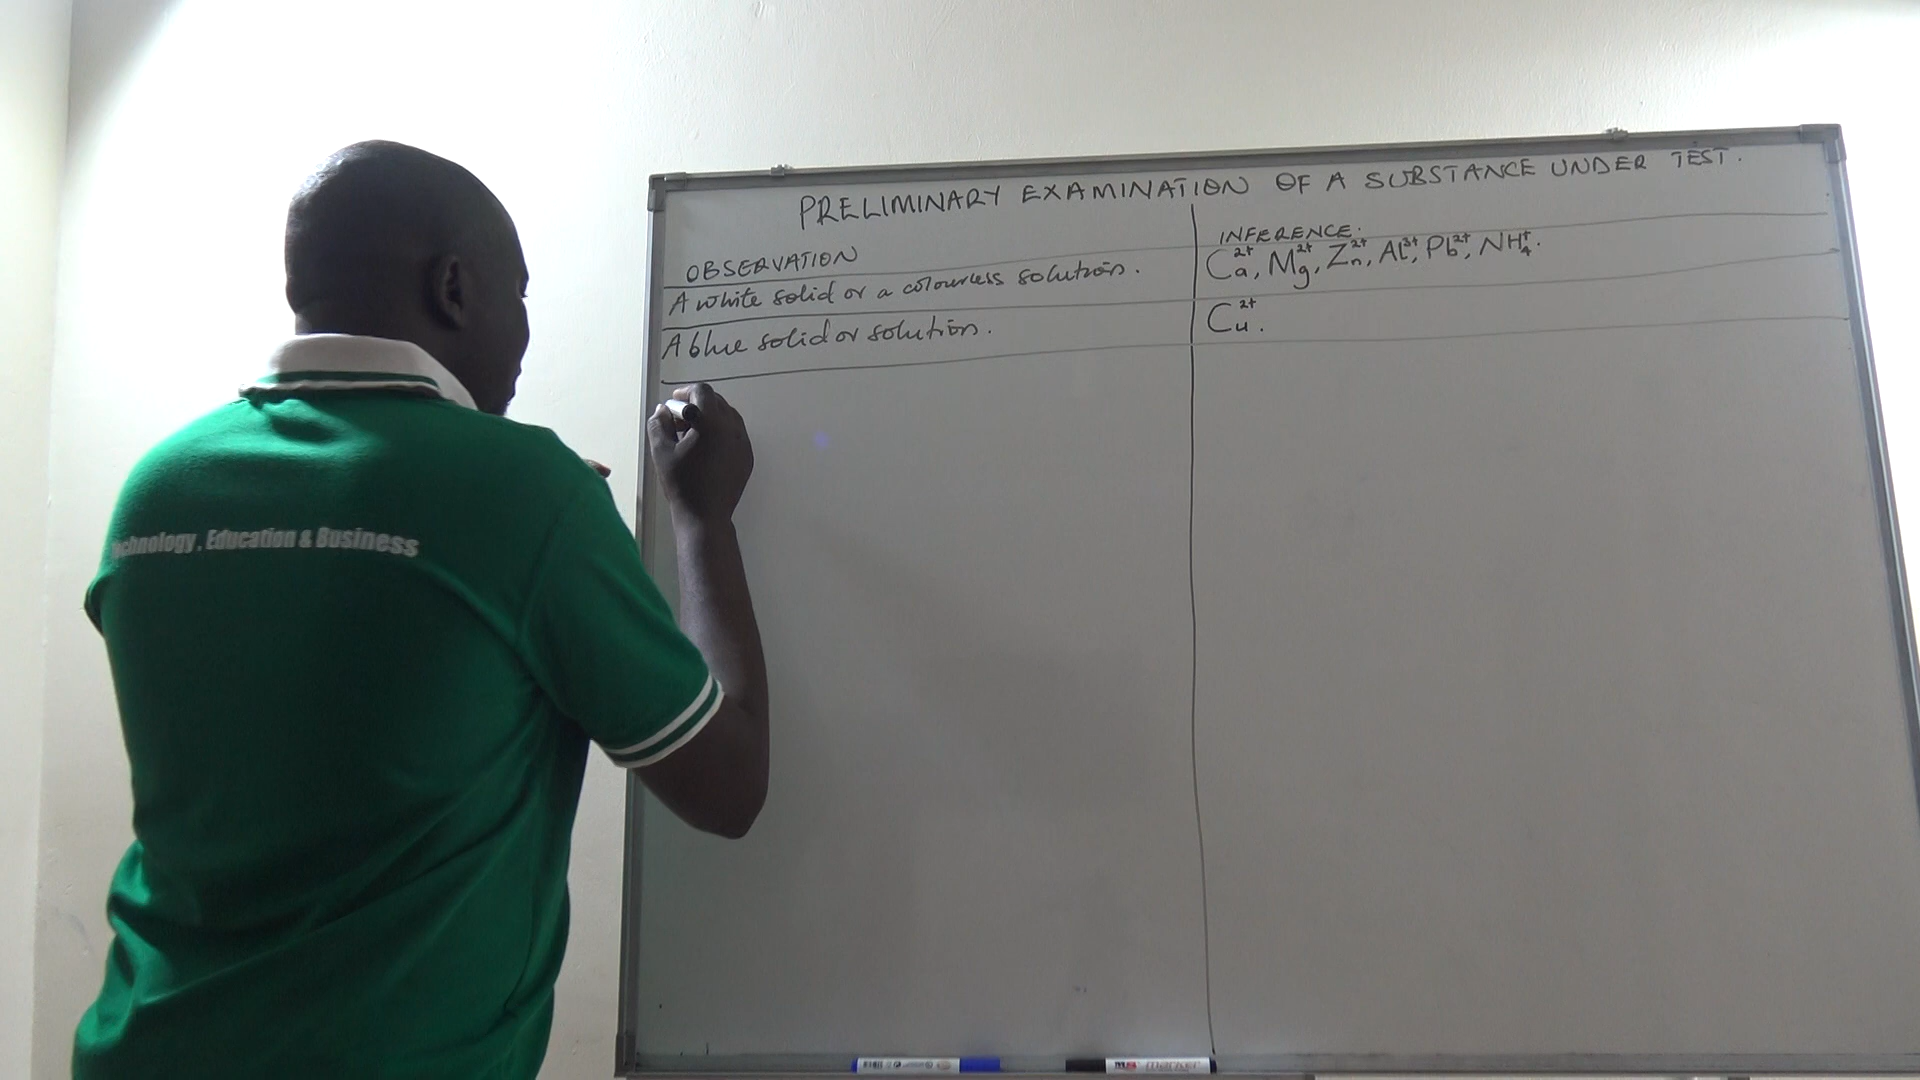 PRELIMINARY EXAMINATION OF A SUBSTANCE UNDER TEST.
OBSERVATION
INFERENCE.
A white solid or a colourless solution.
Ca²⁺, Mg²⁺, Zn²⁺, Al³⁺, Pb²⁺, NH₄⁺.
A blue solid or solution.
Cu²⁺.
Education & Business
marker